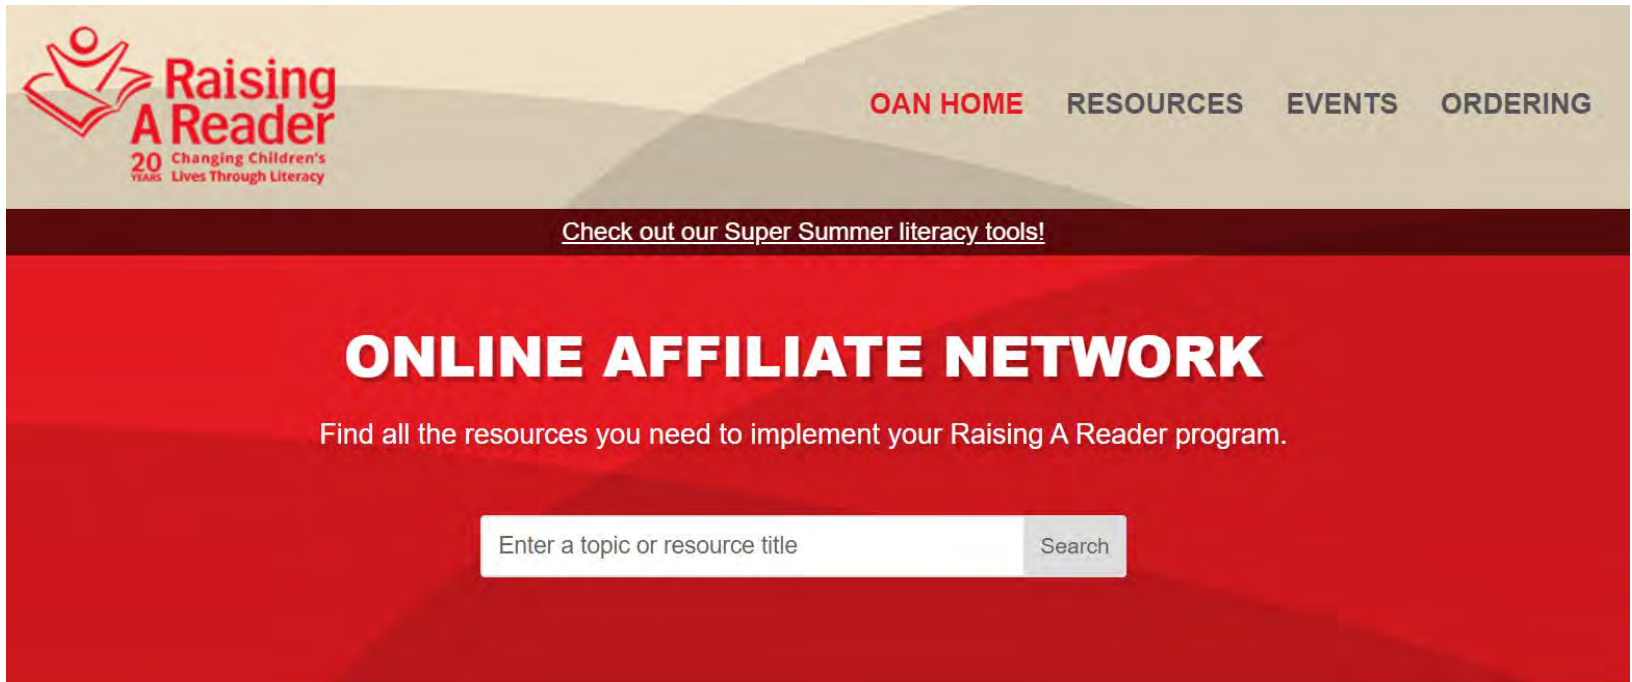 Raising
A Reader
20 YEARS Changing Children's
Lives Through Literacy
OAN HOME RESOURCES EVENTS ORDERING
Check out our Super Summer literacy tools!
ONLINE AFFILIATE NETWORK
Find all the resources you need to implement your Raising A Reader program.
Enter a topic or resource title Search